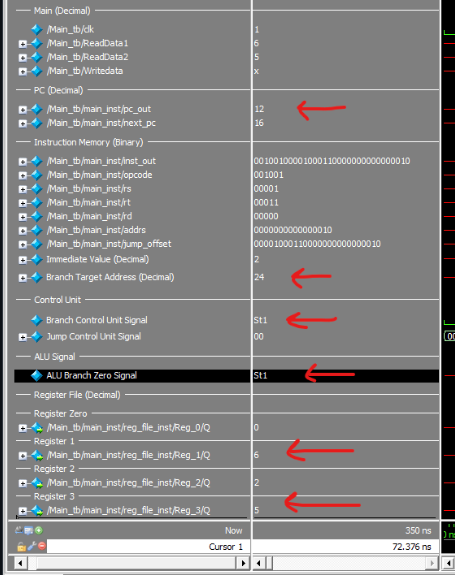 Main (Decimal)
/Main_tb/clk 1
/Main_tb/ReadData1 6
/Main_tb/ReadData2 5
/Main_tb/Writedata x
PC (Decimal)
/Main_tb/main_inst/pc_out 12
/Main_tb/main_inst/next_pc 16
Instruction Memory (Binary)
/Main_tb/main_inst/inst_out 00100100001000110000000000000010
/Main_tb/main_inst/opcode 001001
/Main_tb/main_inst/rs 00001
/Main_tb/main_inst/rt 00011
/Main_tb/main_inst/rd 00000
/Main_tb/main_inst/addrs 0000000000000010
/Main_tb/main_inst/jump_offset 00001000110000000000000010
Immediate Value (Decimal) 2
Branch Target Address (Decimal) 24
Control Unit
Branch Control Unit Signal St1
Jump Control Unit Signal 00
ALU Signal
ALU Branch Zero Signal St1
Register File (Decimal)
Register Zero
/Main_tb/main_inst/reg_file_inst/Reg_0/Q 0
Register 1
/Main_tb/main_inst/reg_file_inst/Reg_1/Q 6
Register 2
/Main_tb/main_inst/reg_file_inst/Reg_2/Q 2
Register 3
/Main_tb/main_inst/reg_file_inst/Reg_3/Q 5
Now 350 ns
Cursor 1 72.376 ns